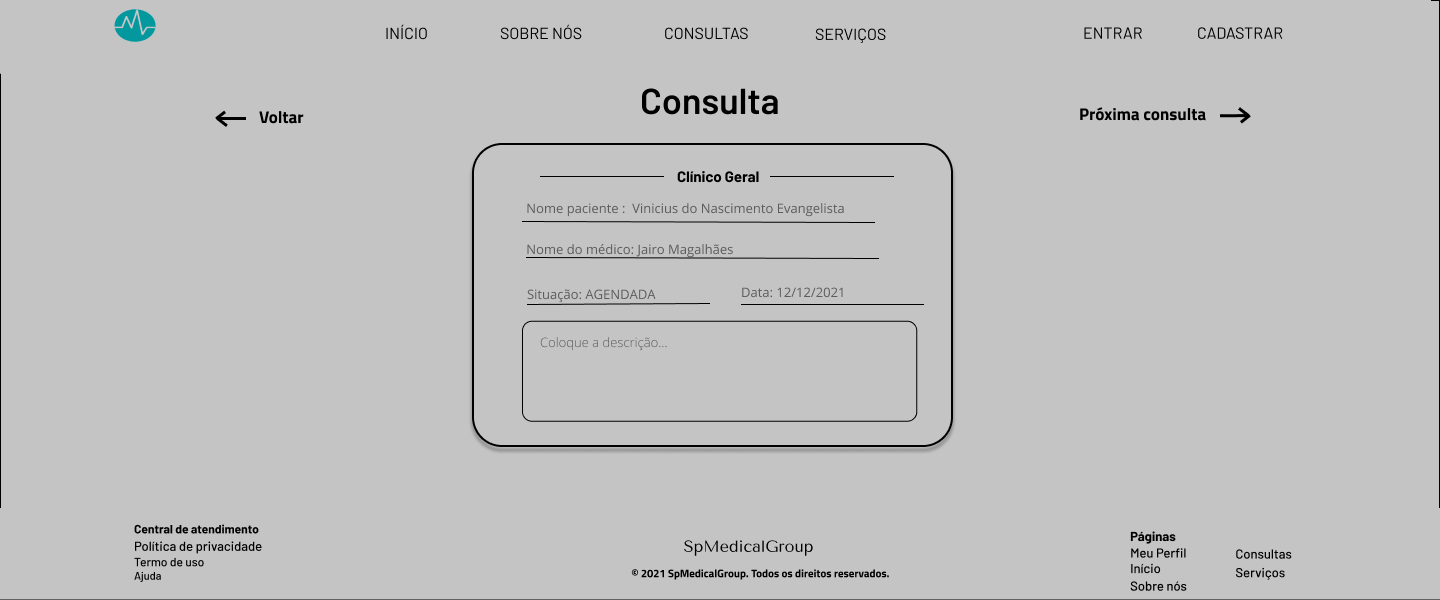 INÍCIO SOBRE NÓS CONSULTAS SERVIÇOS ENTRAR CADASTRAR
Consulta
Voltar
Próxima consulta
Clínico Geral
Nome paciente : Vinicius do Nascimento Evangelista
Nome do médico: Jairo Magalhães
Situação: AGENDADA
Data: 12/12/2021
Coloque a descrição...
Central de atendimento
Política de privacidade
Termo de uso
Ajuda
SpMedicalGroup
© 2021 SpMedicalGroup. Todos os direitos reservados.
Páginas
Meu Perfil
Início
Sobre nós
Consultas
Serviços